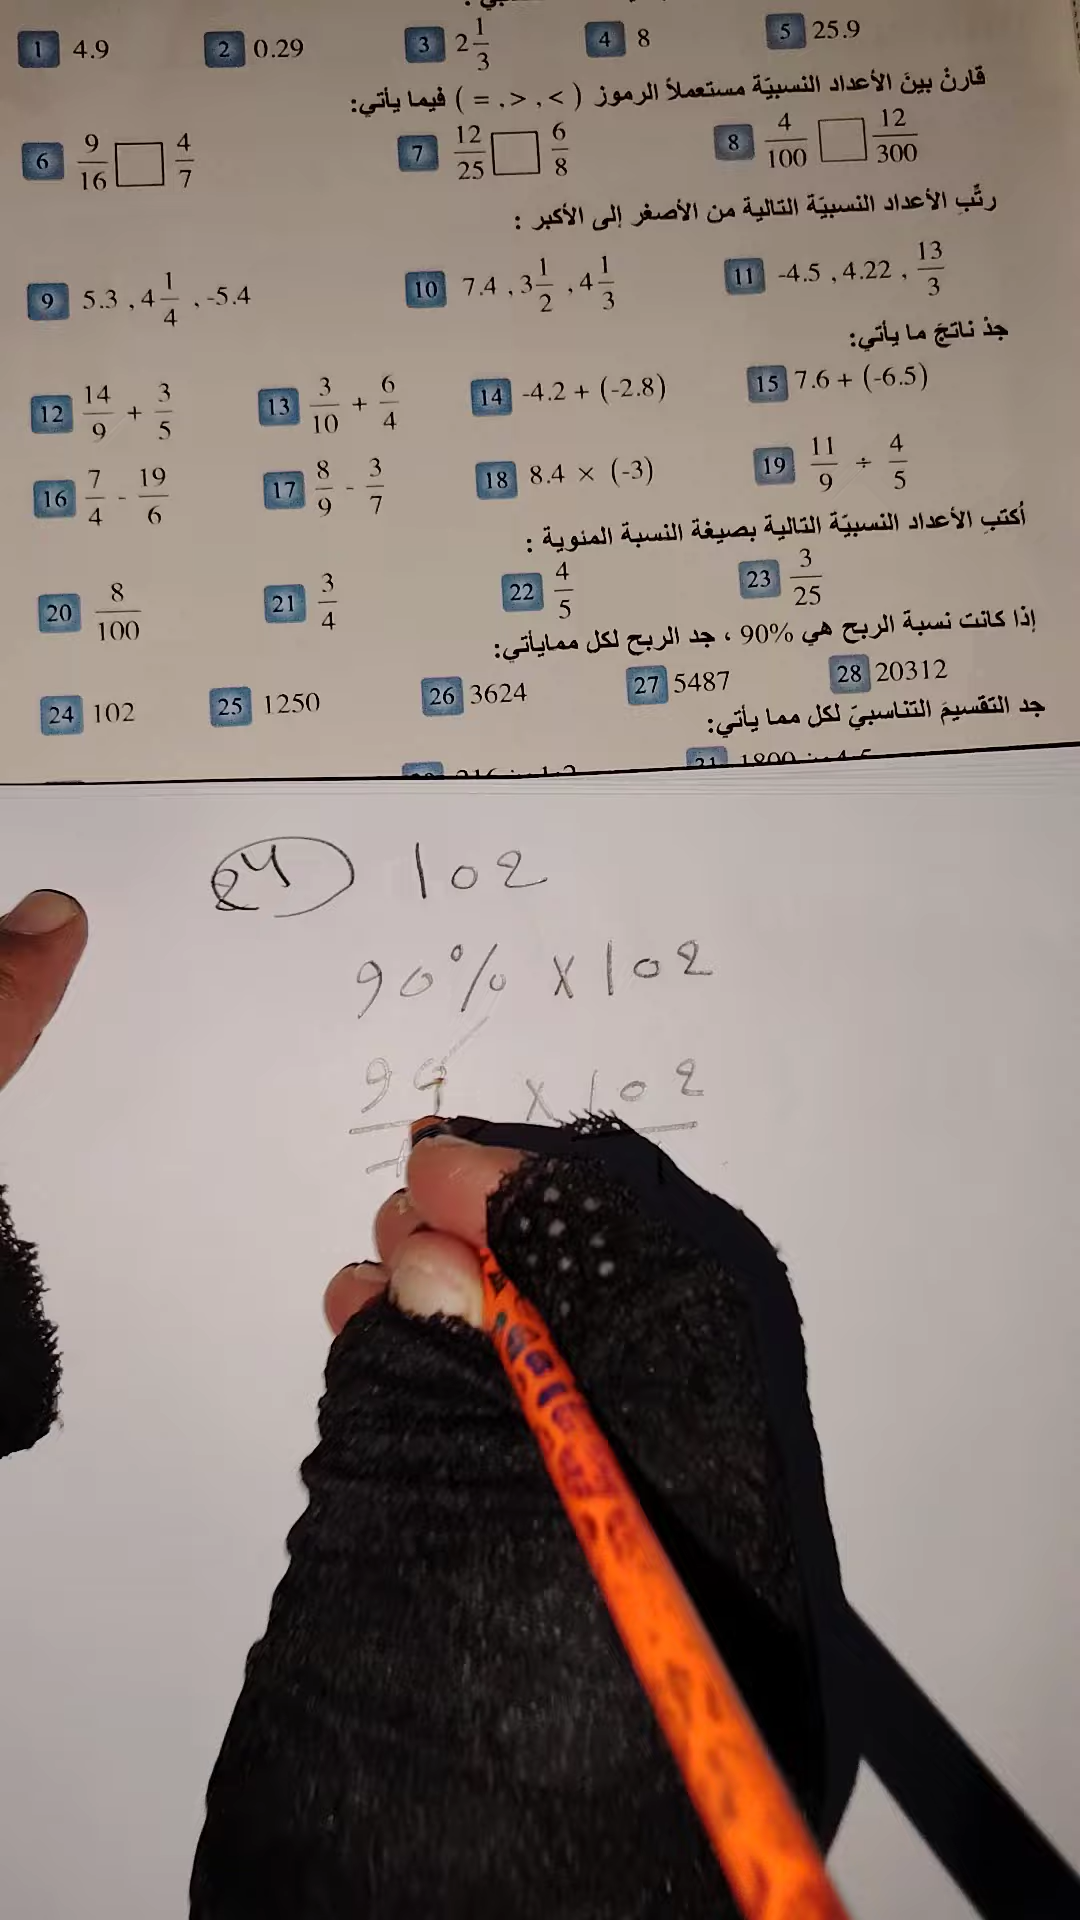 1 4.9 2 0.29 3 2 1/3 4 8 5 25.9
قارنْ بينَ الأعداد النسبيّة مستعملاً الرموز ( > , < , = ) فيما يأتي:
6 9/16 □ 4/7 7 12/25 □ 6/8 8 4/100 □ 12/300
رتِّبِ الأعداد النسبيّة التالية من الأصغر إلى الأكبر :
9 5.3 , 4 1/4 , -5.4 10 7.4 , 3 1/2 , 4 1/3 11 -4.5 , 4.22 , 13/3
جدْ ناتجَ ما يأتي:
12 14/9 + 3/5 13 3/10 + 6/4 14 -4.2 + (-2.8) 15 7.6 + (-6.5)
16 7/4 - 19/6 17 8/9 - 3/7 18 8.4 × (-3) 19 11/9 ÷ 4/5
أكتبِ الأعداد النسبيّة التالية بصيغة النسبة المئوية :
20 8/100 21 3/4 22 4/5 23 3/25
إذا كانت نسبة الربح هي 90% ، جد الربح لكل ممايأتي:
24 102 25 1250 26 3624 27 5487 28 20312
جد التقسيمَ التناسبيّ لكل مما يأتي:
24 102
90% × 102
90 × 102